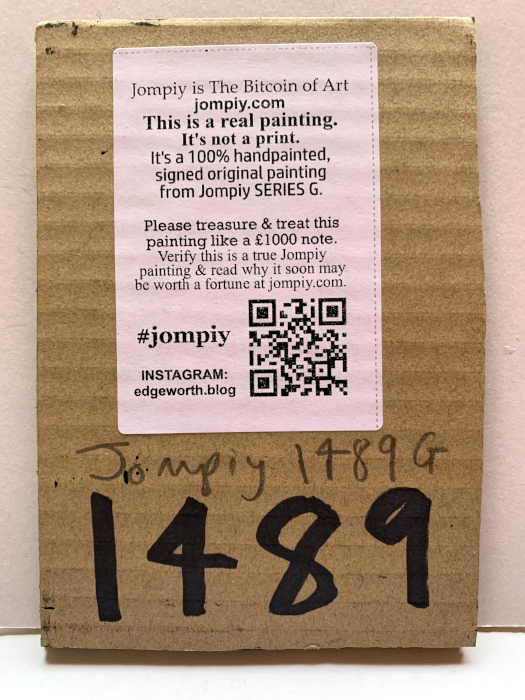 Jompiy is The Bitcoin of Art
jompiy.com
This is a real painting.
It's not a print.
It's a 100% handpainted,
signed original painting
from Jompiy SERIES G.
Please treasure & treat this
painting like a £1000 note.
Verify this is a true Jompiy
painting & read why it soon may
be worth a fortune at jompiy.com.
#jompiy
INSTAGRAM:
edgeworth.blog
Jompiy 1489 G
1489